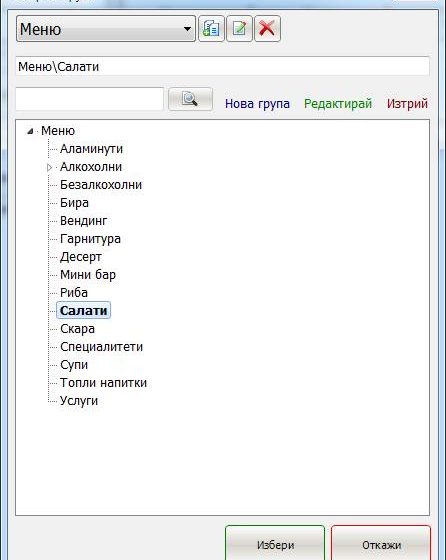 Меню
Меню\Салати
Нова група Редактирай Изтрий
Меню
Аламинути
Алкохолни
Безалкохолни
Бира
Вендинг
Гарнитура
Десерт
Мини бар
Риба
Салати
Скара
Специалитети
Супи
Топли напитки
Услуги
Избери Откажи